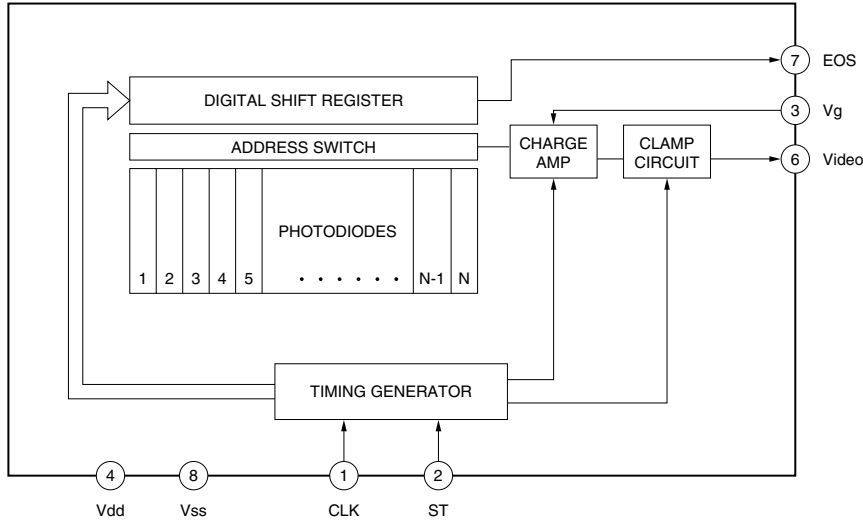 7 EOS
DIGITAL SHIFT REGISTER
3 Vg
ADDRESS SWITCH
CHARGE
AMP
CLAMP
CIRCUIT
6 Video
PHOTODIODES
1 2 3 4 5 · · · · · · N-1 N
TIMING GENERATOR
4 8 1 2
Vdd Vss CLK ST